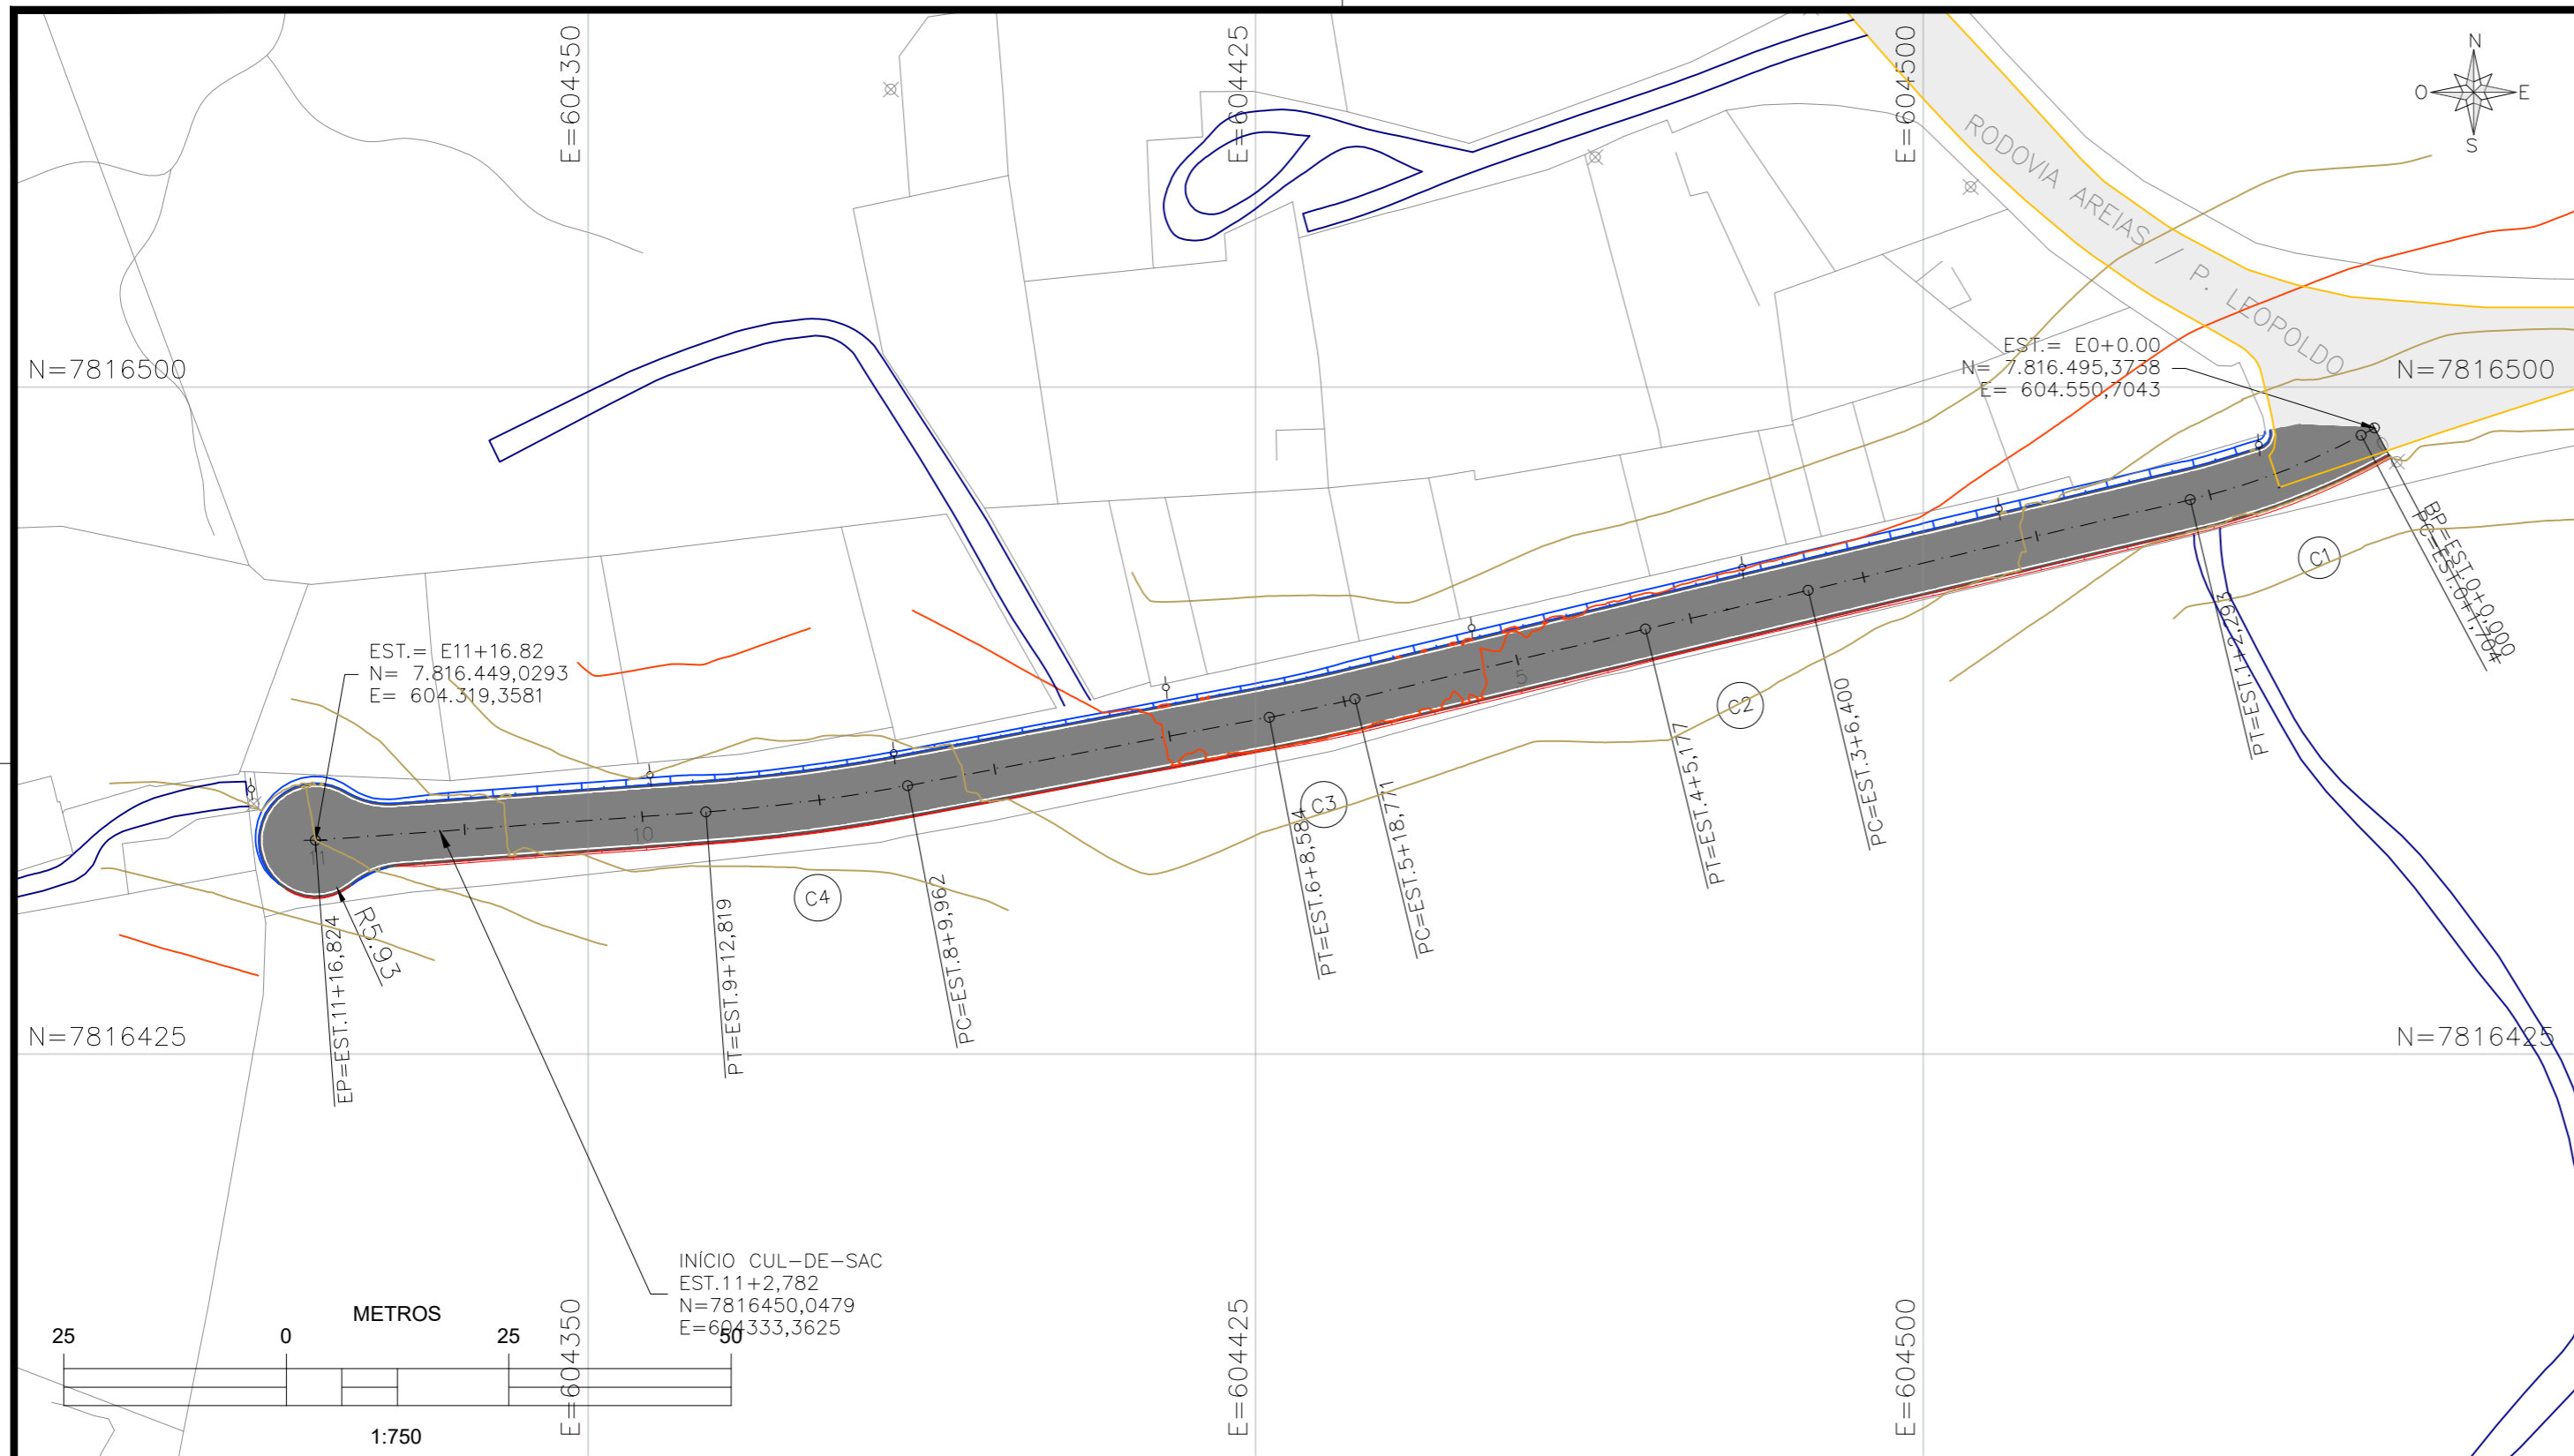 E=604350
E=604425
E=604500
N
O
E
S
RODOVIA AREIAS / P. LEOPOLDO
N=7816500
N=7816500
EST.= E0+0.00
N= 7.816.495,3738
E= 604.550,7043
BP=EST.0+0,000
PC=EST.0+1,704
C1
PT=EST.1+2,293
PC=EST.3+6,400
C2
PT=EST.4+5,177
5
PC=EST.5+18,771
C3
PT=EST.6+8,584
PC=EST.8+9,962
C4
PT=EST.9+12,819
10
EST.= E11+16.82
N= 7.816.449,0293
E= 604.319,3581
11
R5.93
EP=EST.11+16,824
N=7816425
N=7816425
INÍCIO CUL-DE-SAC
EST.11+2,782
N=7816450,0479
E=604333,3625
METROS
25
0
25
50
1:750
E=604350
E=604425
E=604500